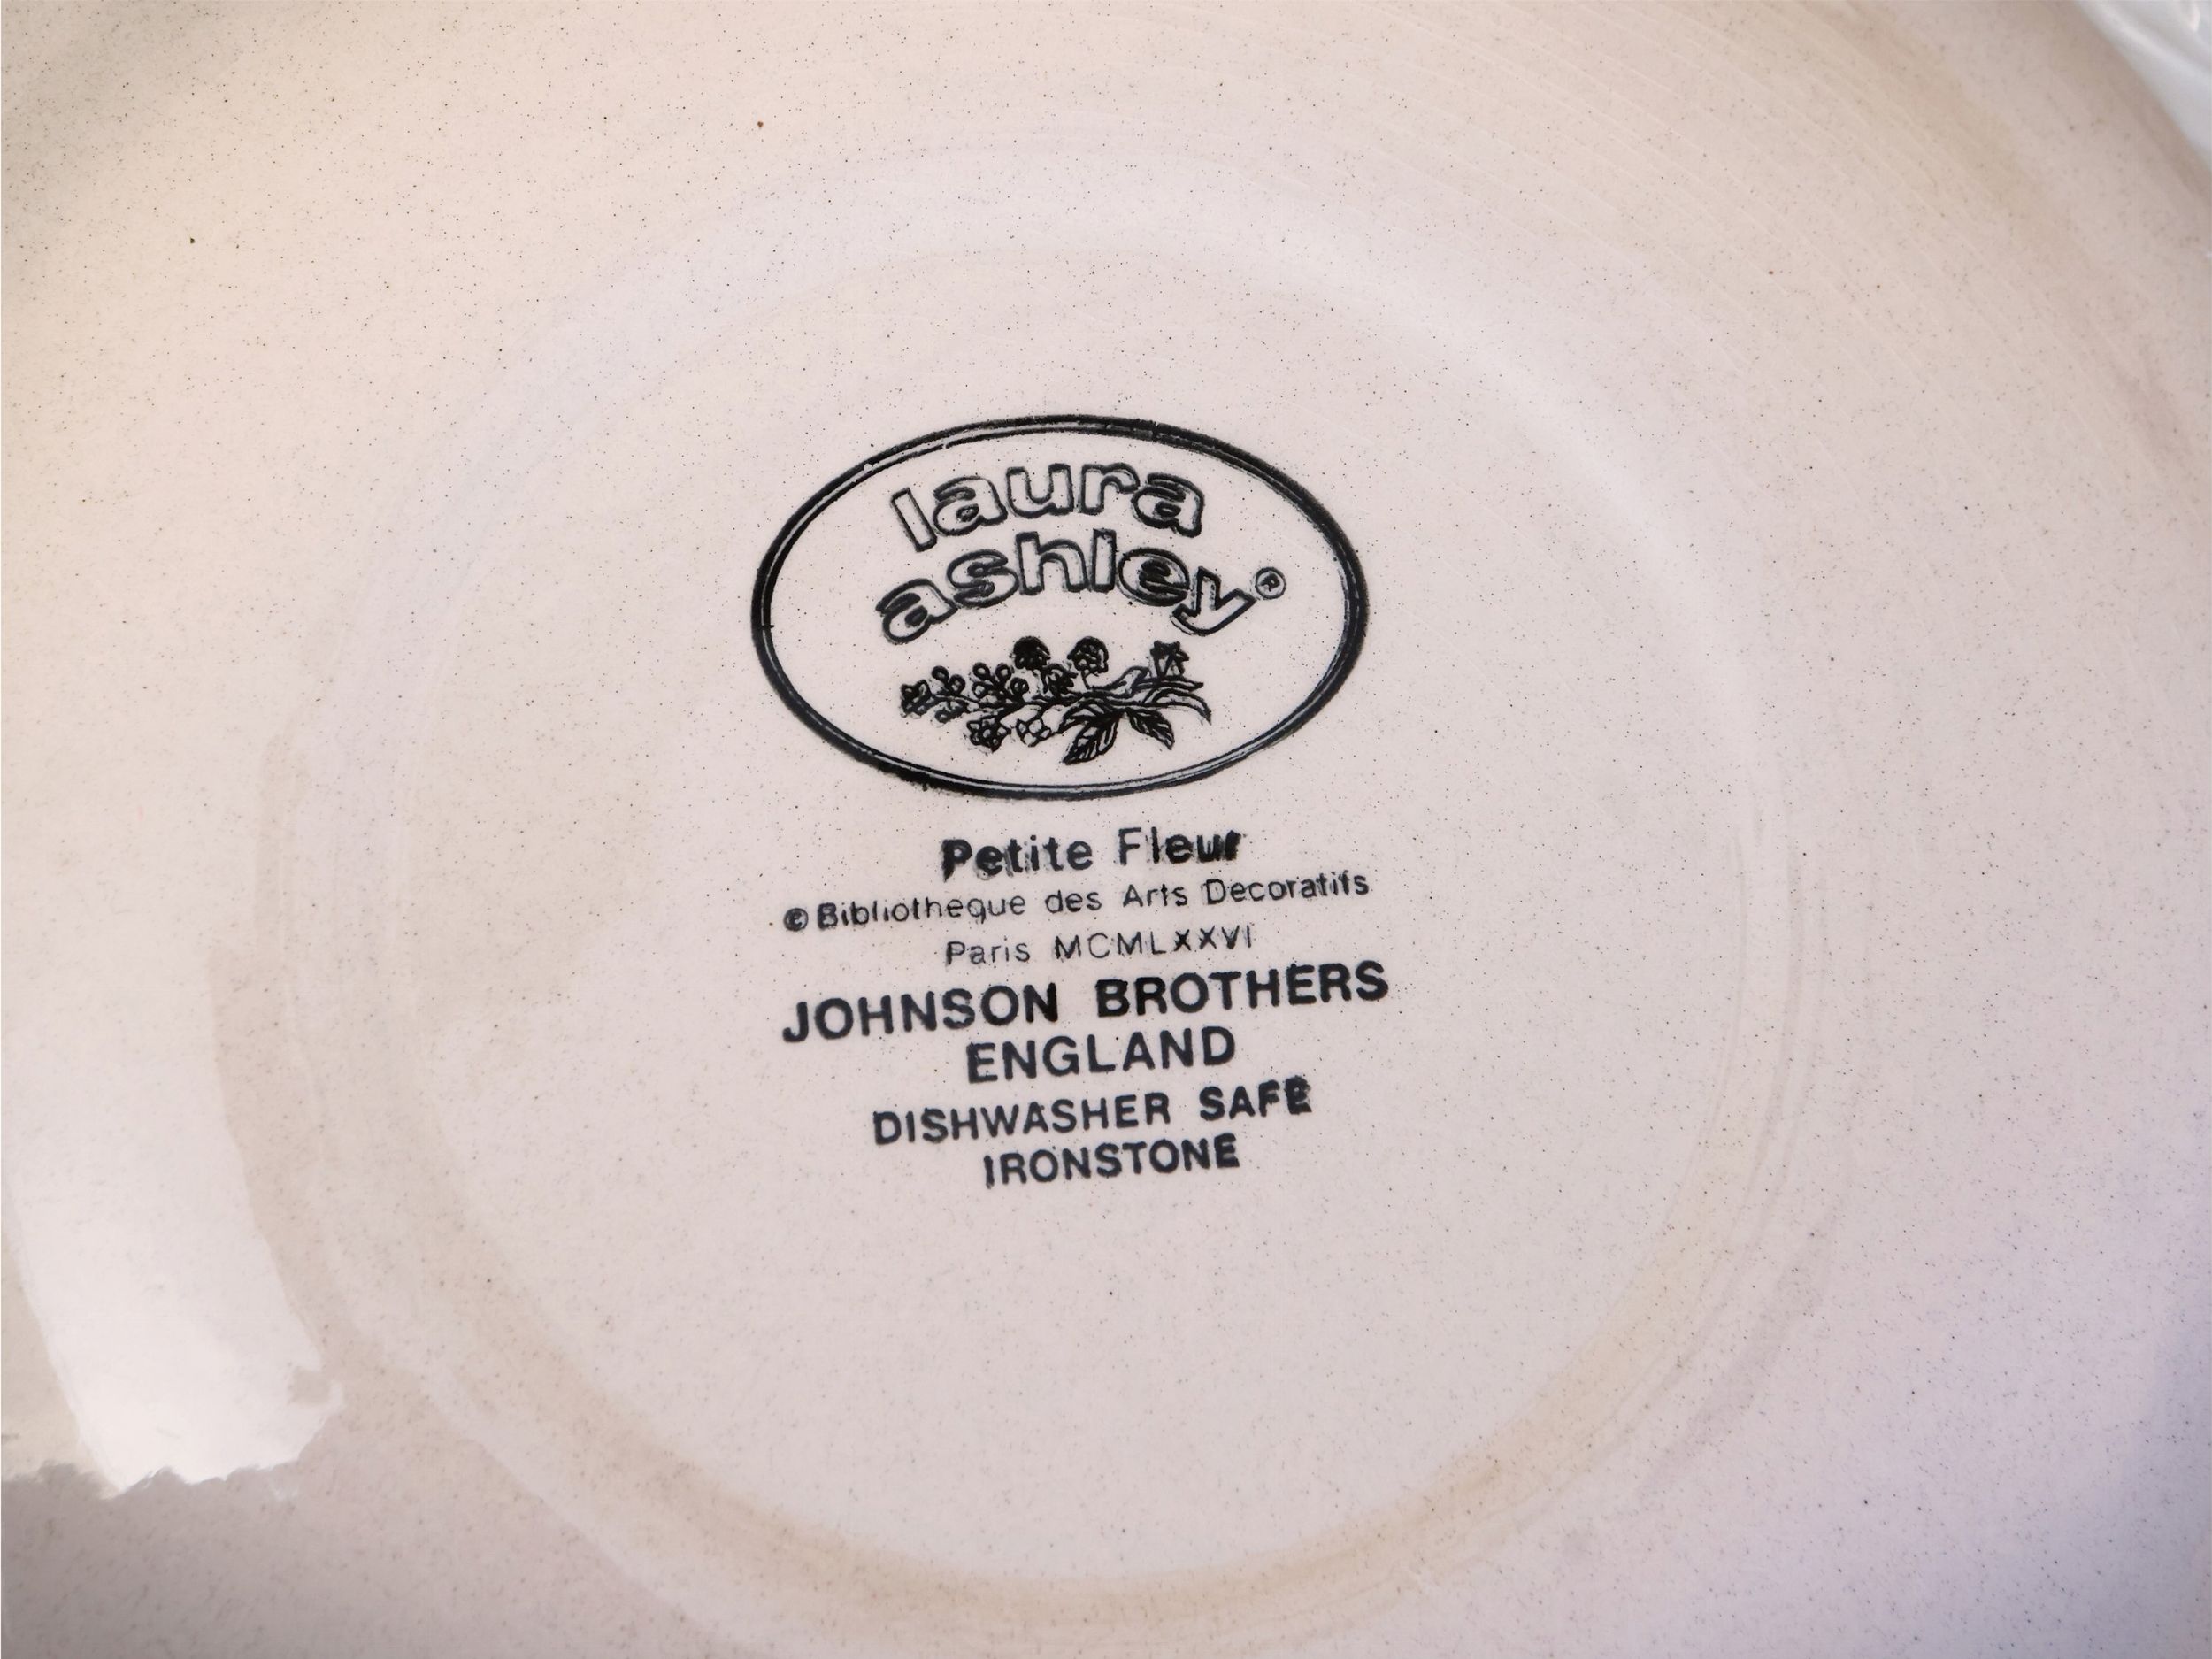 laura
ashley®
Petite Fleur
©Bibliotheque des Arts Decoratifs
Paris MCMLXXVI
JOHNSON BROTHERS
ENGLAND
DISHWASHER SAFE
IRONSTONE